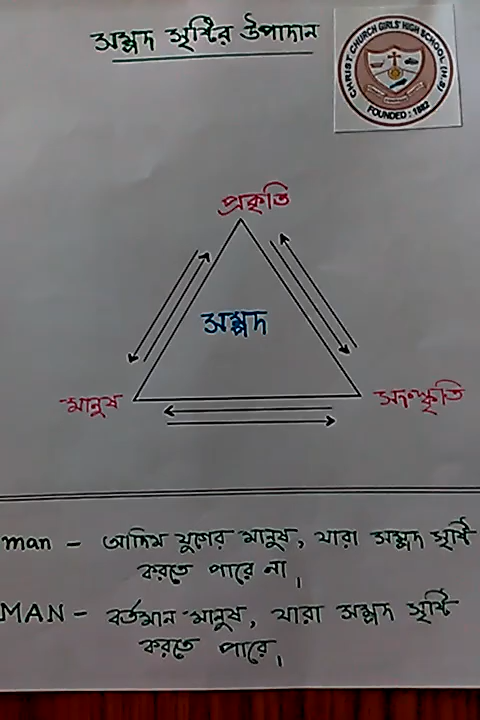 সম্পদ সৃষ্টির উপাদান
CHRIST CHURCH GIRLS' HIGH SCHOOL (H.S)
FOUNDED : 1882
প্রকৃতি
সম্পদ
মানুষ
সংস্কৃতি
man – আদিম যুগের মানুষ, যারা সম্পদ সৃষ্টি
করতে পারে না।
MAN – বর্তমান মানুষ, যারা সম্পদ সৃষ্টি
করতে পারে।